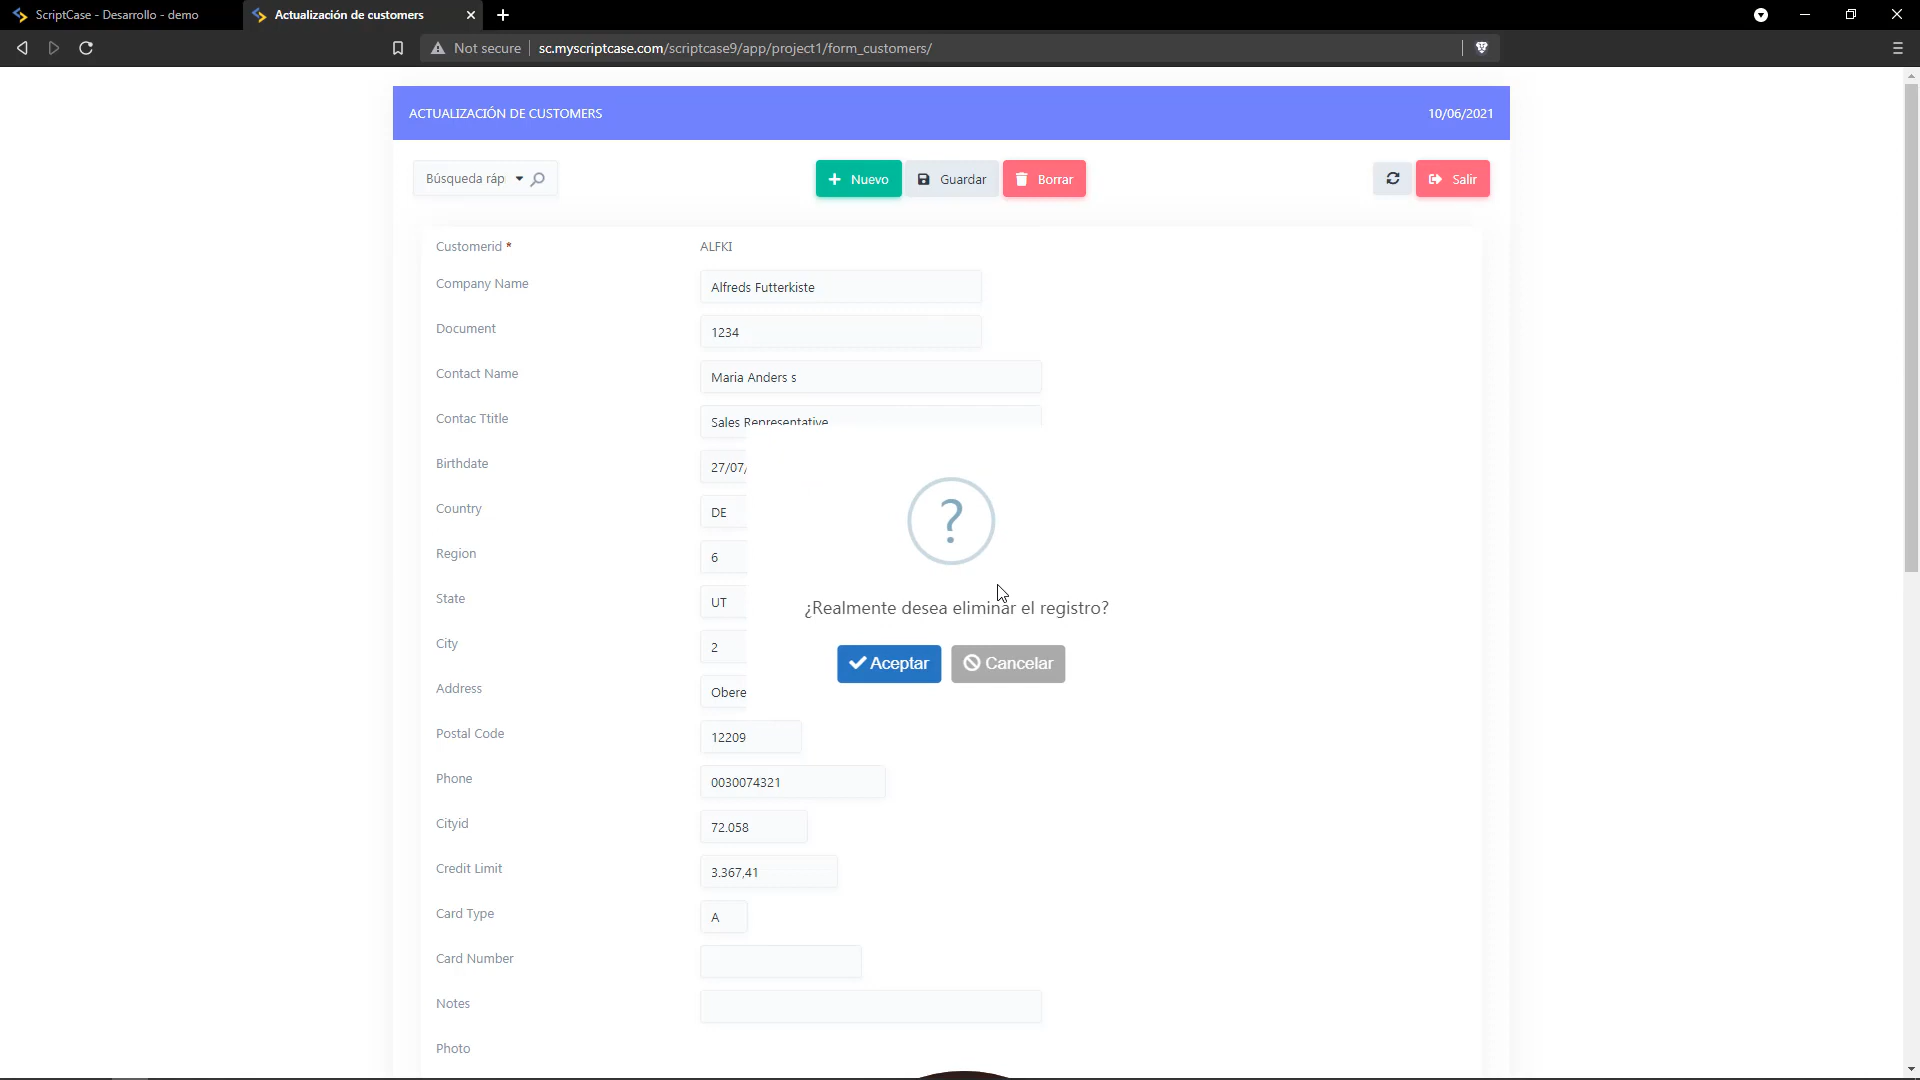 ScriptCase - Desarrollo - demo
Actualización de customers
Not secure
sc.myscriptcase.com/scriptcase9/app/project1/form_customers/
ACTUALIZACIÓN DE CUSTOMERS
10/06/2021
Búsqueda ráp
Nuevo
Guardar
Borrar
Salir
Customerid *
ALFKI
Company Name
Alfreds Futterkiste
Document
1234
Contact Name
Maria Anders s
Contac Ttitle
Sales Representative
Birthdate
27/07/
Country
DE
Region
6
State
UT
City
2
Address
Obere
?
¿Realmente desea eliminar el registro?
Aceptar
Cancelar
Postal Code
12209
Phone
0030074321
Cityid
72.058
Credit Limit
3.367,41
Card Type
A
Card Number
Notes
Photo